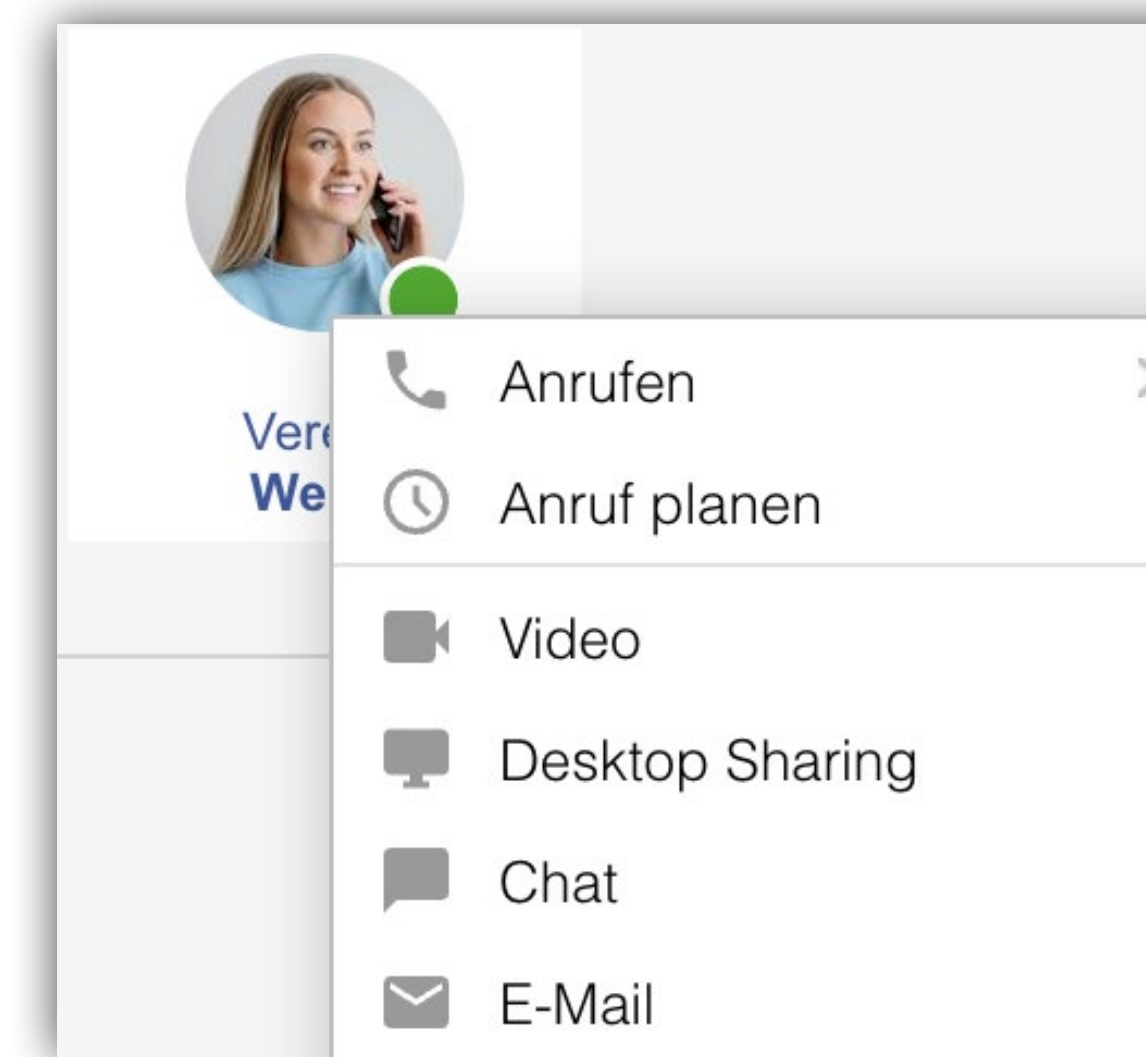 Anrufen
Anruf planen
Video
Desktop Sharing
Chat
E-Mail